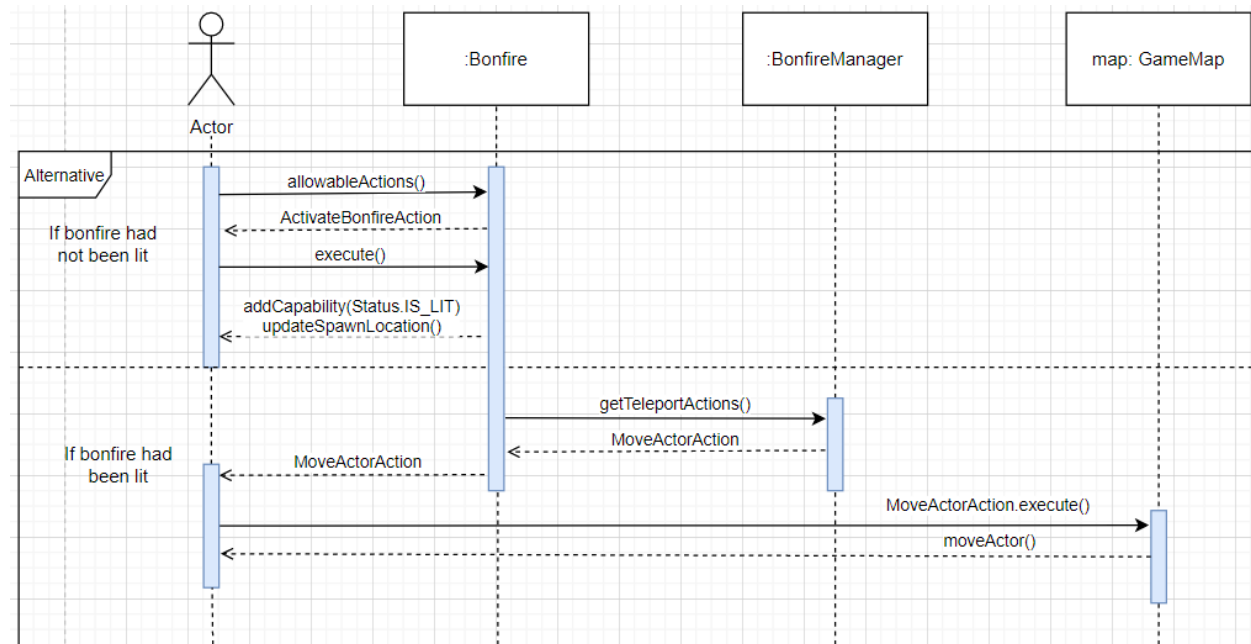 :Bonfire
:BonfireManager
map: GameMap
Actor
Alternative
allowableActions()
ActivateBonfireAction
If bonfire had
not been lit
execute()
addCapability(Status.IS_LIT)
updateSpawnLocation()
getTeleportActions()
MoveActorAction
If bonfire had
been lit
MoveActorAction
MoveActorAction.execute()
moveActor()